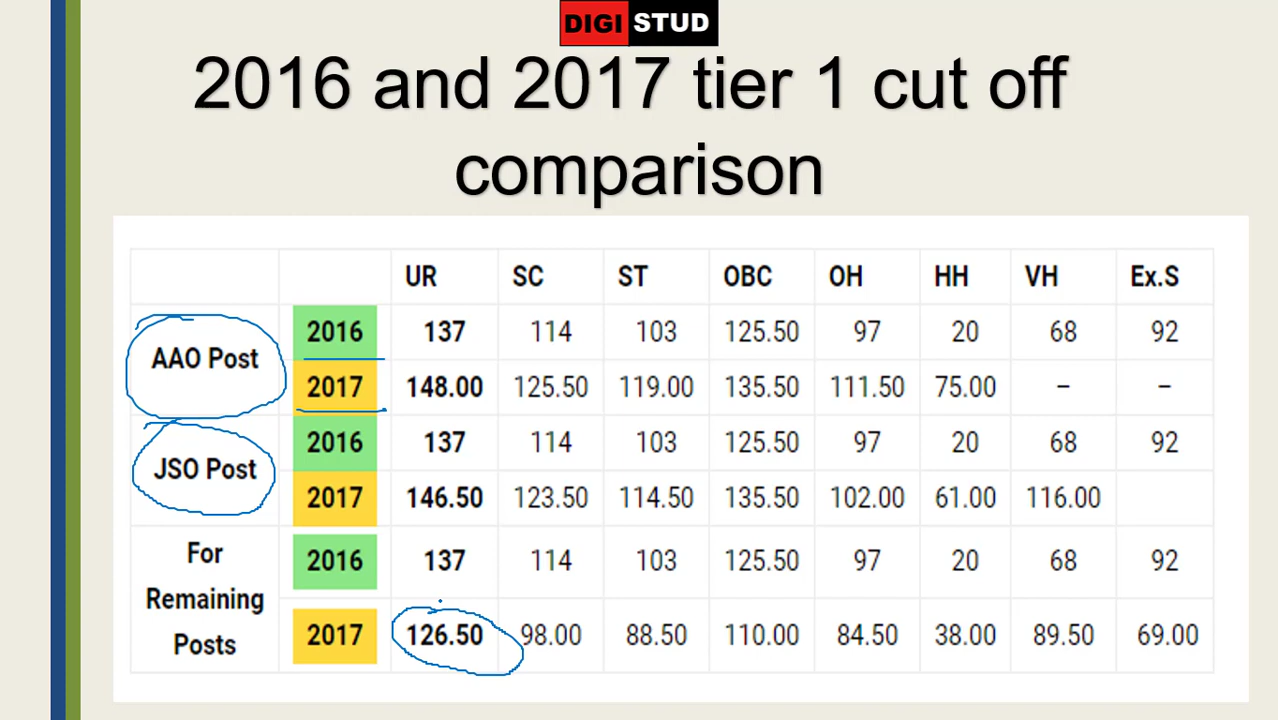 DIGI STUD
2016 and 2017 tier 1 cut off
comparison
UR SC ST OBC OH HH VH Ex.S
AAO Post
2016 137 114 103 125.50 97 20 68 92
2017 148.00 125.50 119.00 135.50 111.50 75.00 – –
JSO Post
2016 137 114 103 125.50 97 20 68 92
2017 146.50 123.50 114.50 135.50 102.00 61.00 116.00
For
Remaining
Posts
2016 137 114 103 125.50 97 20 68 92
2017 126.50 98.00 88.50 110.00 84.50 38.00 89.50 69.00